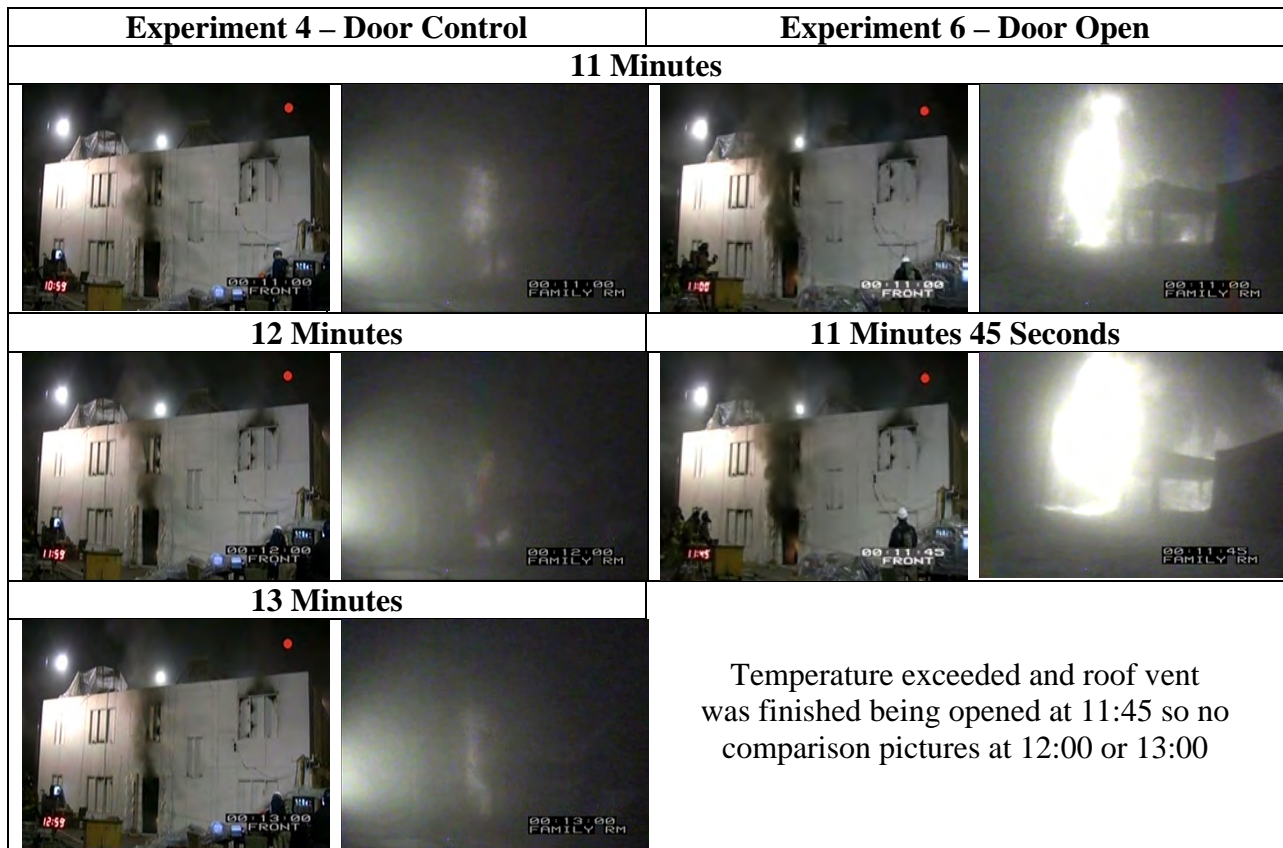 Experiment 4 – Door Control
Experiment 6 – Door Open
11 Minutes
10:59
00:11:00
FRONT
00:11:00
FAMILY RM
11:00
00:11:00
FRONT
00:11:00
FAMILY RM
12 Minutes
11 Minutes 45 Seconds
11:59
00:12:00
FRONT
00:12:00
FAMILY RM
11:45
00:11:45
FRONT
00:11:45
FAMILY RM
13 Minutes
12:59
00:13:00
FRONT
00:13:00
FAMILY RM
Temperature exceeded and roof vent
was finished being opened at 11:45 so no
comparison pictures at 12:00 or 13:00